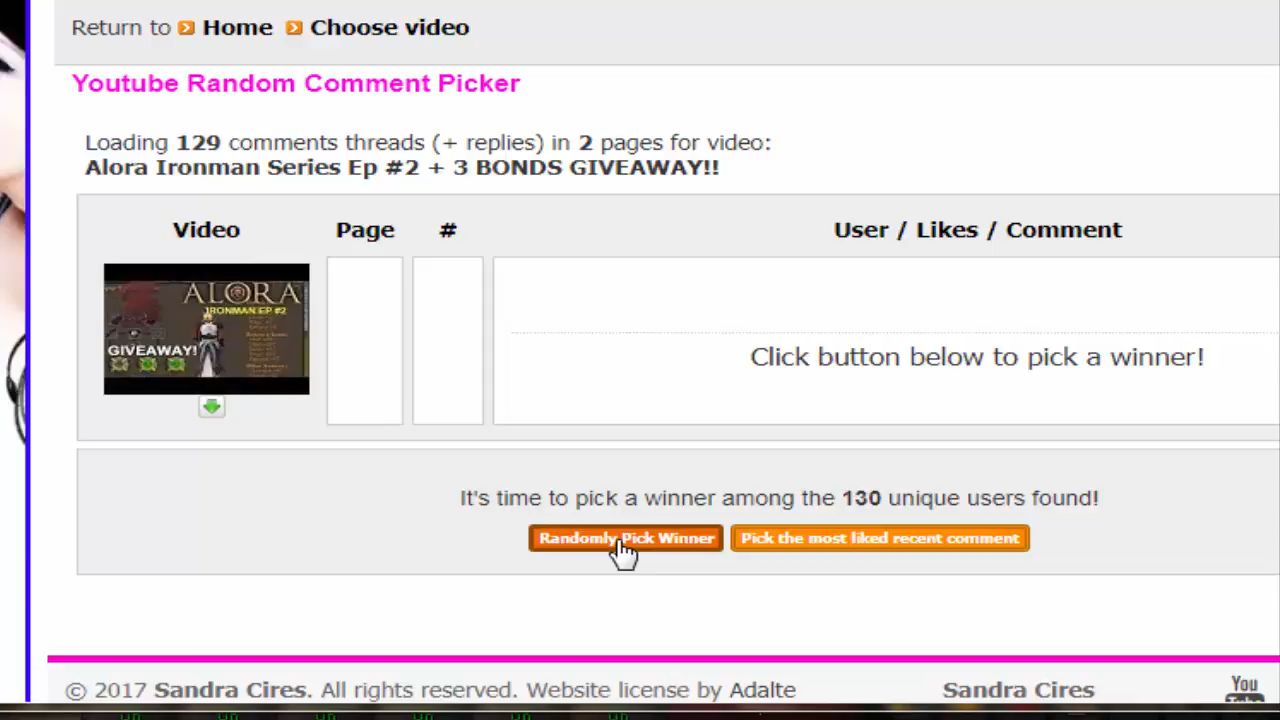 Return to Home Choose video
Youtube Random Comment Picker
Loading 129 comments threads (+ replies) in 2 pages for video:
Alora Ironman Series Ep #2 + 3 BONDS GIVEAWAY!!
Video Page # User / Likes / Comment
ALORA
IRONMAN EP #2
GIVEAWAY!
Click button below to pick a winner!
It's time to pick a winner among the 130 unique users found!
Randomly Pick Winner Pick the most liked recent comment
© 2017 Sandra Cires. All rights reserved. Website license by Adalte Sandra Cires You